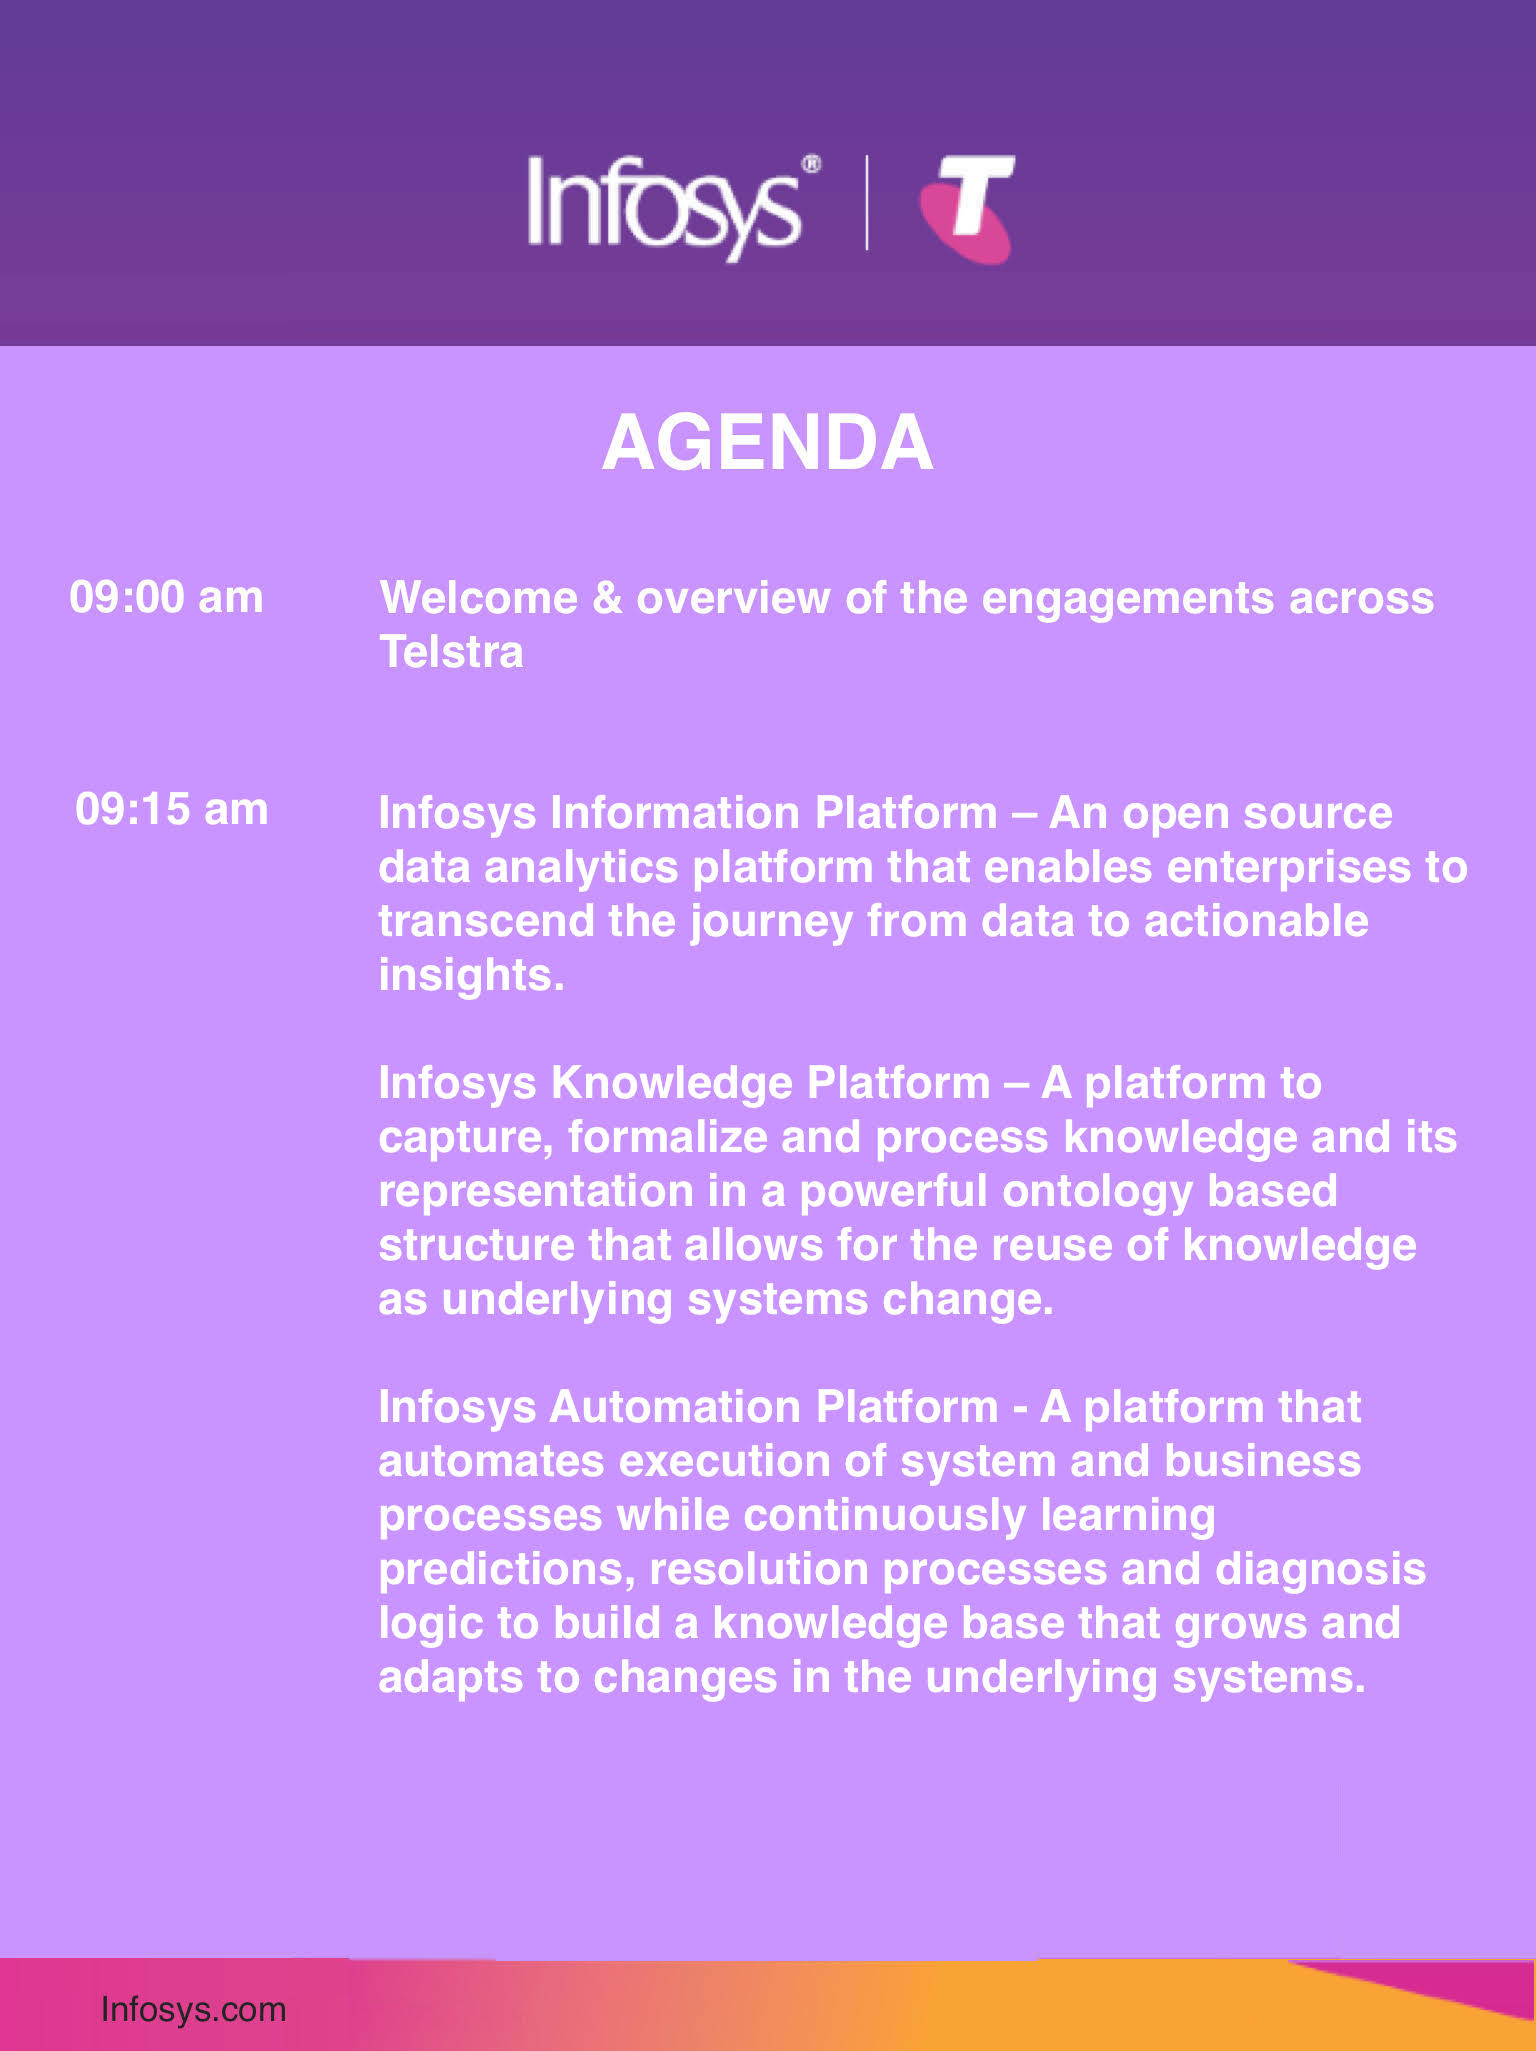 Infosys® | T
AGENDA
09:00 am
Welcome & overview of the engagements across
Telstra
09:15 am
Infosys Information Platform – An open source
data analytics platform that enables enterprises to
transcend the journey from data to actionable
insights.
Infosys Knowledge Platform – A platform to
capture, formalize and process knowledge and its
representation in a powerful ontology based
structure that allows for the reuse of knowledge
as underlying systems change.
Infosys Automation Platform - A platform that
automates execution of system and business
processes while continuously learning
predictions, resolution processes and diagnosis
logic to build a knowledge base that grows and
adapts to changes in the underlying systems.
Infosys.com